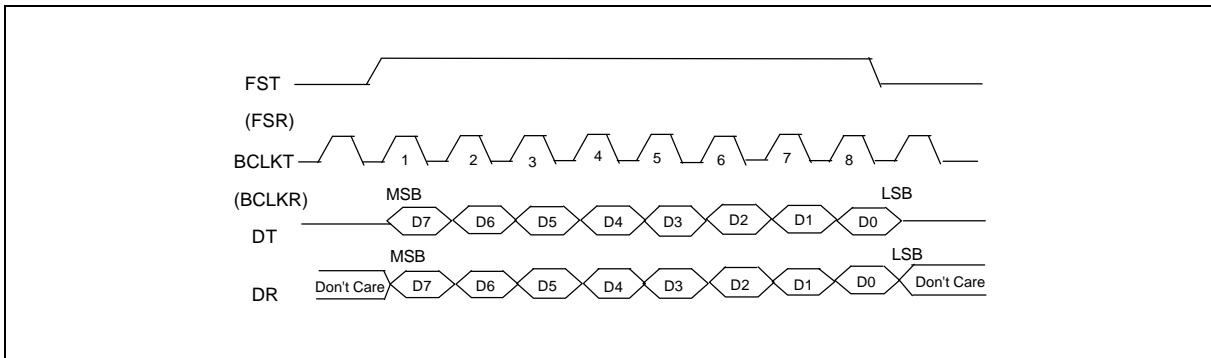 FST
(FSR)
BCLKT 1 2 3 4 5 6 7 8
(BCLKR) MSB LSB
DT D7 D6 D5 D4 D3 D2 D1 D0
MSB LSB
DR Don't Care D7 D6 D5 D4 D3 D2 D1 D0 Don't Care